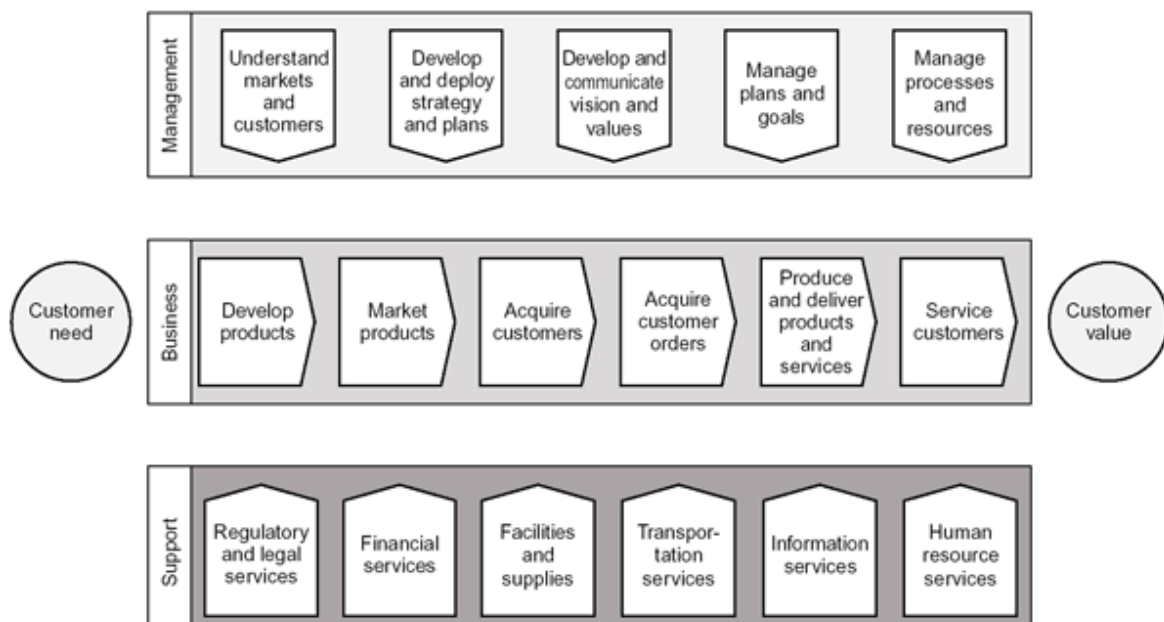 Management
Understand
markets
and
customers
Develop
and deploy
strategy
and plans
Develop and
communicate
vision and
values
Manage
plans and
goals
Manage
processes
and
resources
Customer
need
Business
Develop
products
Market
products
Acquire
customers
Acquire
customer
orders
Produce
and deliver
products
and
services
Service
customers
Customer
value
Support
Regulatory
and legal
services
Financial
services
Facilities
and
supplies
Transpor-
tation
services
Information
services
Human
resource
services